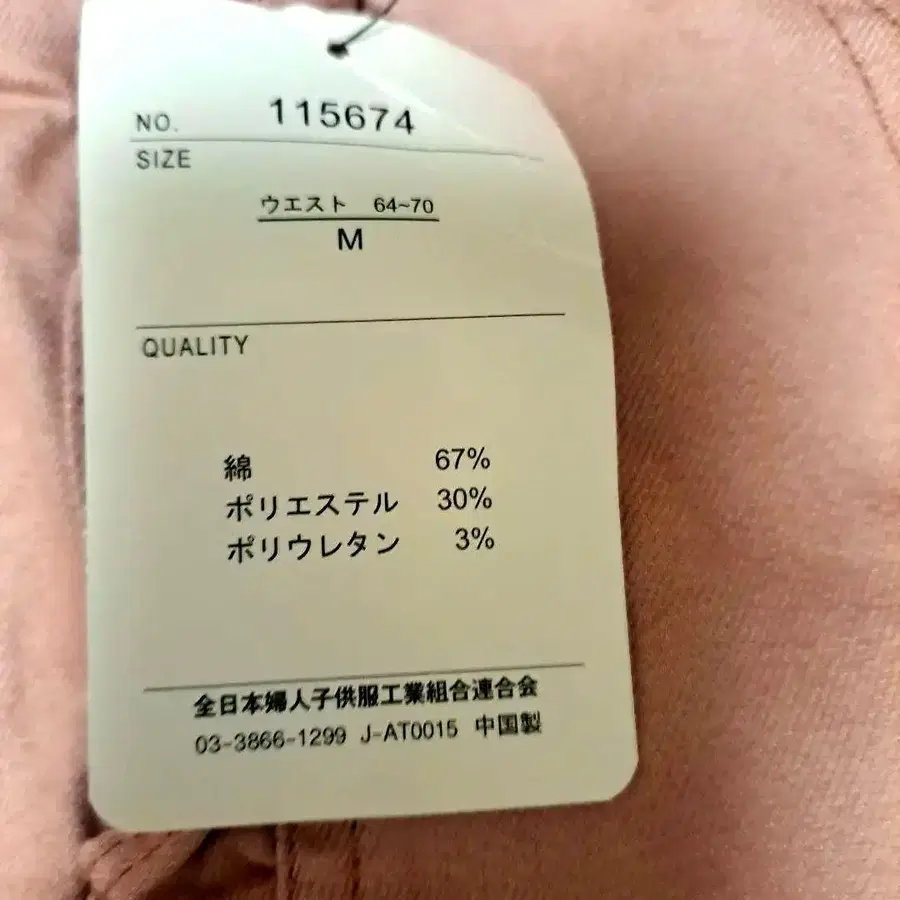 NO. 115674
SIZE
ウエスト 64~70
M
QUALITY
綿 67%
ポリエステル 30%
ポリウレタン 3%
全日本婦人子供服工業組合連合会
03-3866-1299 J-AT0015 中国製